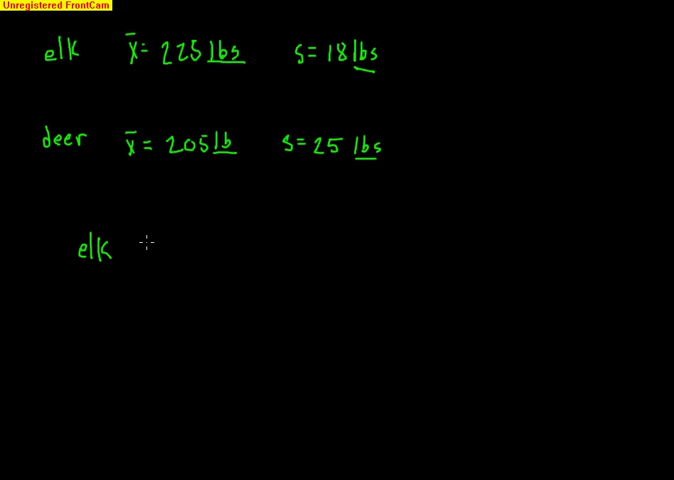 Unregistered FrontCam
elk x̄ = 225 lbs s = 18 lbs
deer x̄ = 205 lb s = 25 lbs
elk